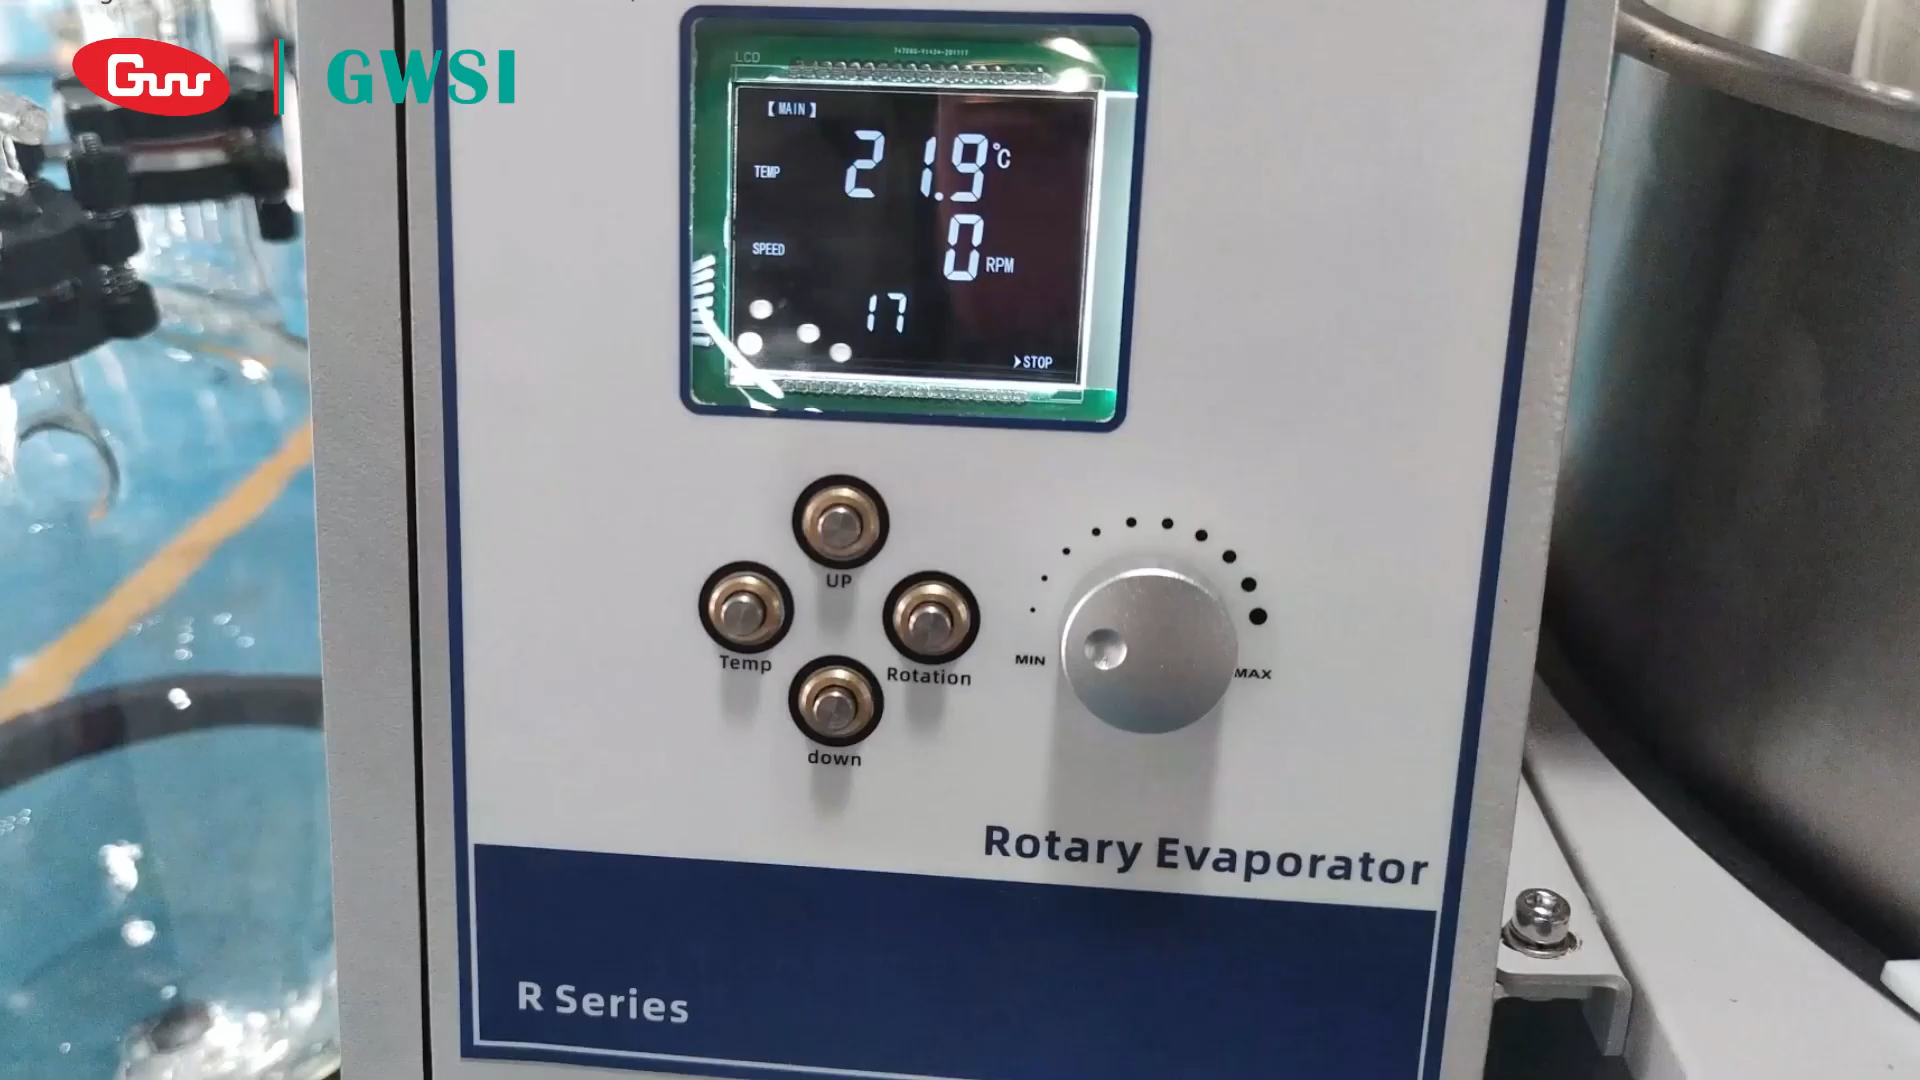 GW GWSI
LCD
【MAIN】
TEMP 21.9 °C
SPEED 0 RPM
17
>STOP
UP
Temp
Rotation
down
MIN
MAX
Rotary Evaporator
R Series